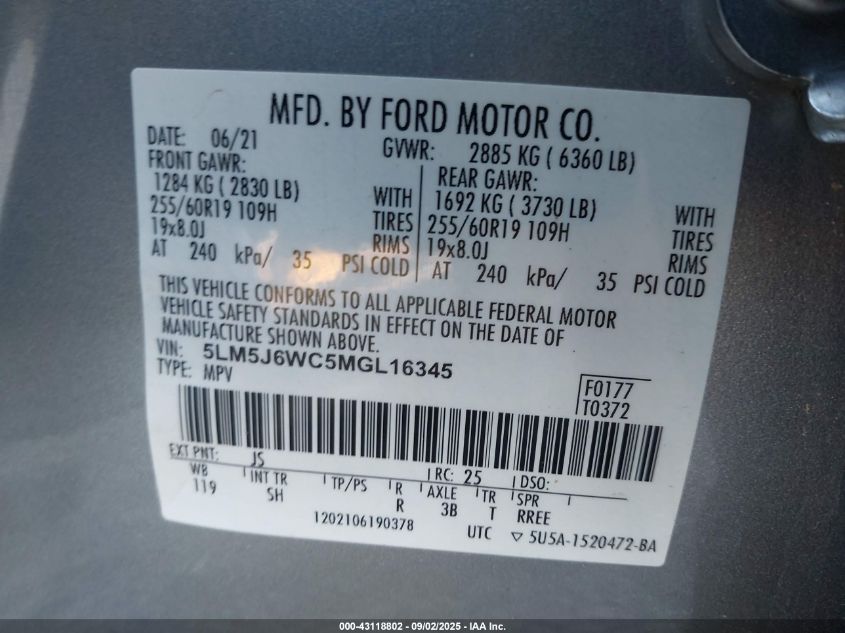 MFD. BY FORD MOTOR CO.
DATE: 06/21 GVWR: 2885 KG ( 6360 LB)
FRONT GAWR: REAR GAWR:
1284 KG ( 2830 LB) WITH 1692 KG ( 3730 LB) WITH
255/60R19 109H TIRES 255/60R19 109H TIRES
19x8.0J RIMS 19x8.0J RIMS
AT 240 kPa/ 35 PSI COLD AT 240 kPa/ 35 PSI COLD
THIS VEHICLE CONFORMS TO ALL APPLICABLE FEDERAL MOTOR
VEHICLE SAFETY STANDARDS IN EFFECT ON THE DATE OF
MANUFACTURE SHOWN ABOVE.
VIN: 5LM5J6WC5MGL16345
TYPE: MPV
F0177
T0372
EXT PNT: JS RC: 25 DSO:
WB INT TR TP/PS R AXLE TR SPR
119 SH R 3B T RREE
1202106190378 UTC ▽ 5U5A-1520472-BA
000-43118802 - 09/02/2025 - IAA Inc.